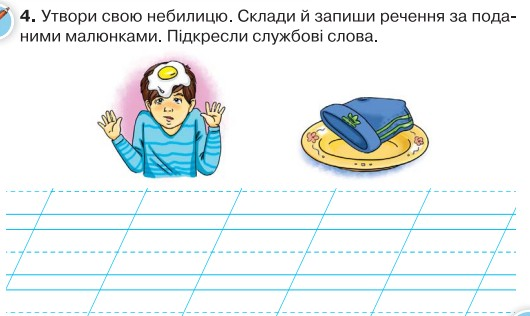 4. Утвори свою небилицю. Склади й запиши речення за пода-
ними малюнками. Підкресли службові слова.